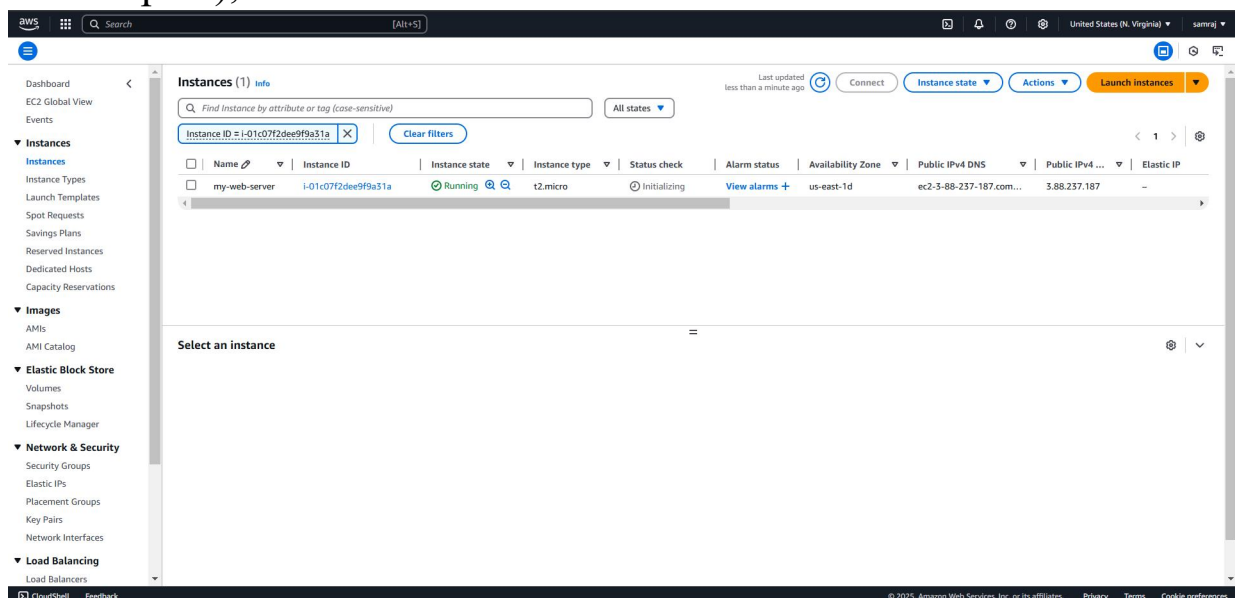 aws Search [Alt+S] United States (N. Virginia) samraj
Dashboard
EC2 Global View
Events
Instances
Instances
Instance Types
Launch Templates
Spot Requests
Savings Plans
Reserved Instances
Dedicated Hosts
Capacity Reservations
Images
AMIs
AMI Catalog
Elastic Block Store
Volumes
Snapshots
Lifecycle Manager
Network & Security
Security Groups
Elastic IPs
Placement Groups
Key Pairs
Network Interfaces
Load Balancing
Load Balancers
Instances (1) Info
Last updated
less than a minute ago
Connect Instance state Actions Launch instances
Find Instance by attribute or tag (case-sensitive) All states
Instance ID = i-01c07f2dee9f9a31a Clear filters
1
Name Instance ID Instance state Instance type Status check Alarm status Availability Zone Public IPv4 DNS Public IPv4 ... Elastic IP
my-web-server i-01c07f2dee9f9a31a Running t2.micro Initializing View alarms + us-east-1d ec2-3-88-237-187.com... 3.88.237.187 –
Select an instance
CloudShell Feedback © 2025, Amazon Web Services, Inc. or its affiliates. Privacy Terms Cookie preferences